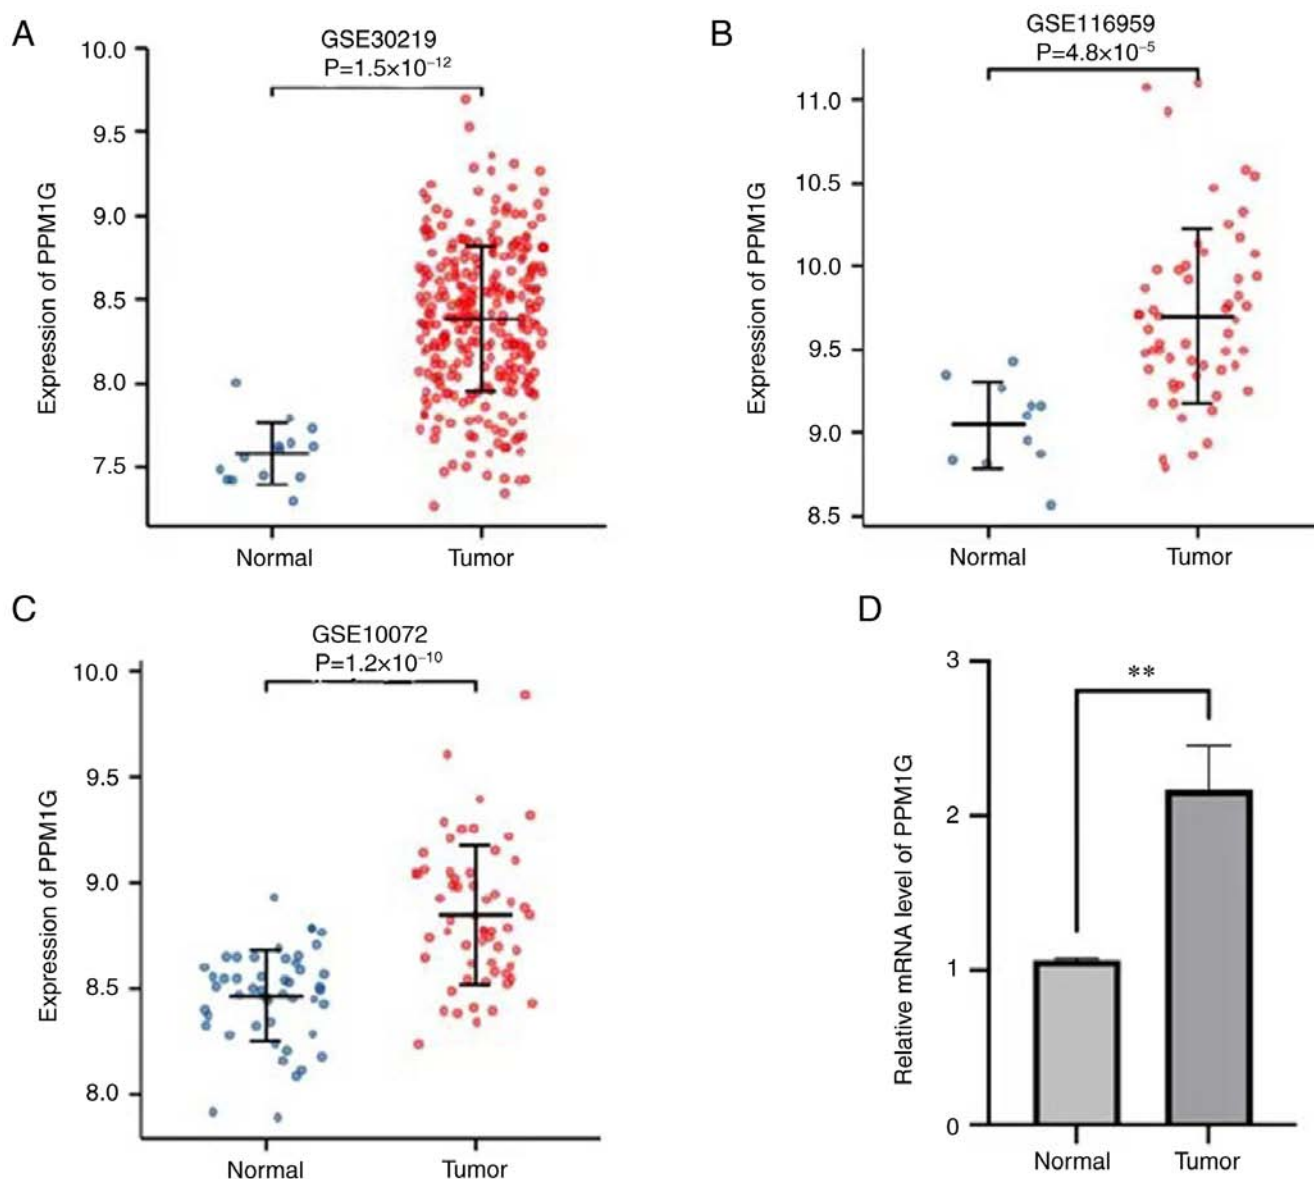 A
GSE30219
P=1.5×10⁻¹²
Expression of PPM1G
10.0
9.5
9.0
8.5
8.0
7.5
Normal Tumor
B
GSE116959
P=4.8×10⁻⁵
Expression of PPM1G
11.0
10.5
10.0
9.5
9.0
8.5
Normal Tumor
C
GSE10072
P=1.2×10⁻¹⁰
Expression of PPM1G
10.0
9.5
9.0
8.5
8.0
Normal Tumor
D
**
Relative mRNA level of PPM1G
3
2
1
0
Normal Tumor